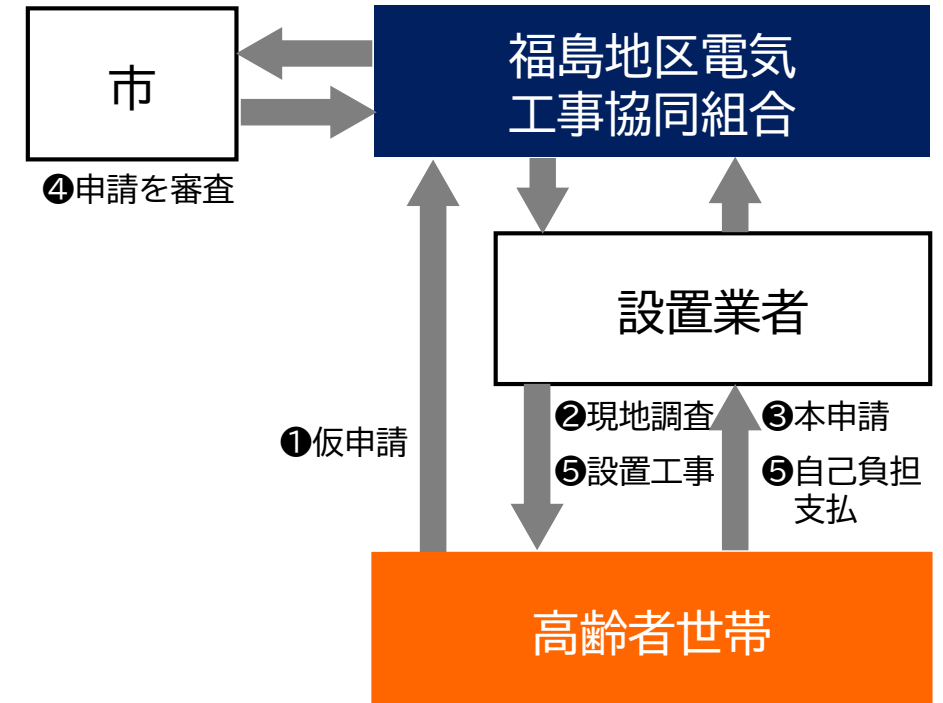 市
福島地区電気
工事協同組合
❹申請を審査
設置業者
❶仮申請
❷現地調査
❺設置工事
❸本申請
❺自己負担
支払
高齢者世帯